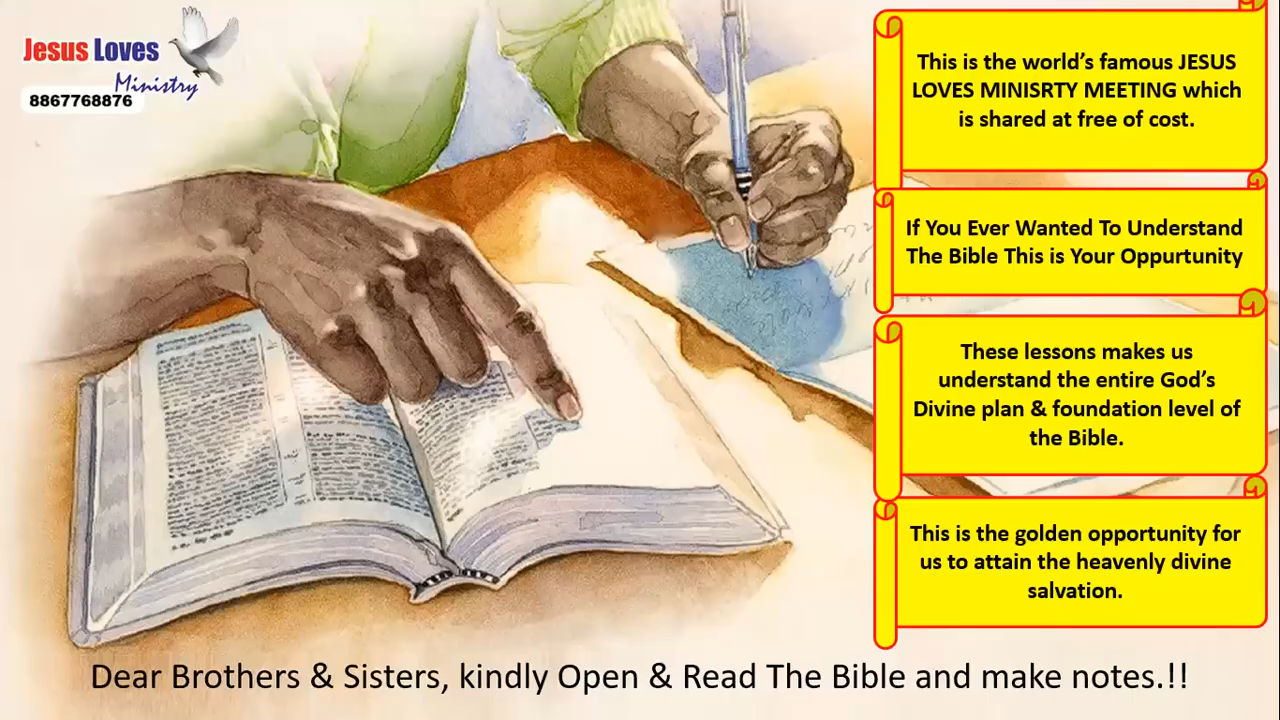 Jesus Loves
Ministry
8867768876
This is the world's famous JESUS
LOVES MINISRTY MEETING which
is shared at free of cost.
If You Ever Wanted To Understand
The Bible This is Your Oppurtunity
These lessons makes us
understand the entire God's
Divine plan & foundation level of
the Bible.
This is the golden opportunity for
us to attain the heavenly divine
salvation.
Dear Brothers & Sisters, kindly Open & Read The Bible and make notes.!!